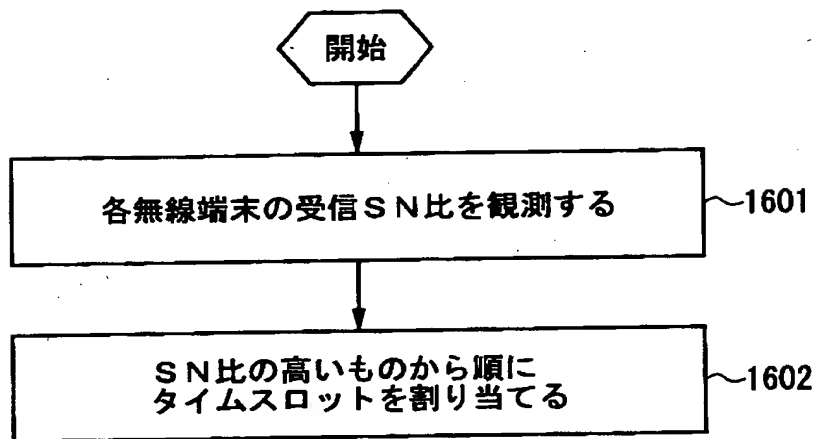 開始
各無線端末の受信SN比を観測する
1601
SN比の高いものから順に
タイムスロットを割り当てる
1602